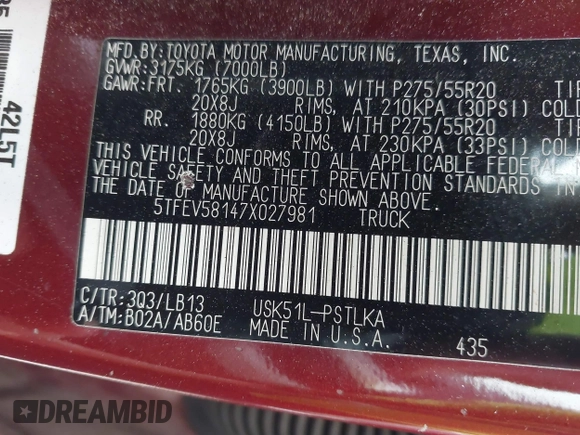 MFD.BY:TOYOTA MOTOR MANUFACTURING, TEXAS, INC.
GVWR:3175KG (7000LB)
GAWR:FRT. 1765KG (3900LB) WITH P275/55R20 TIR
20X8J RIMS, AT 210KPA (30PSI) COLD
RR. 1880KG (4150LB) WITH P275/55R20 TIR
20X8J RIMS, AT 230KPA (33PSI) COLD
THIS VEHICLE CONFORMS TO ALL APPLICABLE FEDERAL
VEHICLE SAFETY AND THEFT PREVENTION STANDARDS IN
THE DATE OF MANUFACTURE SHOWN ABOVE.
5TFEV58147X027981 TRUCK
C/TR:3Q3/LB13 USK51L-PSTLKA
A/TM:B02A/AB60E MADE IN U.S.A. 435
42L5T
DREAMBID